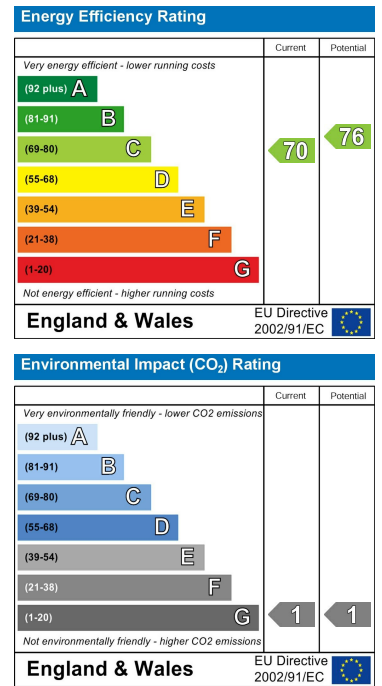 Energy Efficiency Rating
Current Potential
Very energy efficient - lower running costs
(92 plus) A
(81-91) B
(69-80) C
70 76
(55-68) D
(39-54) E
(21-38) F
(1-20) G
Not energy efficient - higher running costs
England & Wales
EU Directive
2002/91/EC
Environmental Impact (CO₂) Rating
Current Potential
Very environmentally friendly - lower CO2 emissions
(92 plus) A
(81-91) B
(69-80) C
(55-68) D
(39-54) E
(21-38) F
(1-20) G
1 1
Not environmentally friendly - higher CO2 emissions
England & Wales
EU Directive
2002/91/EC